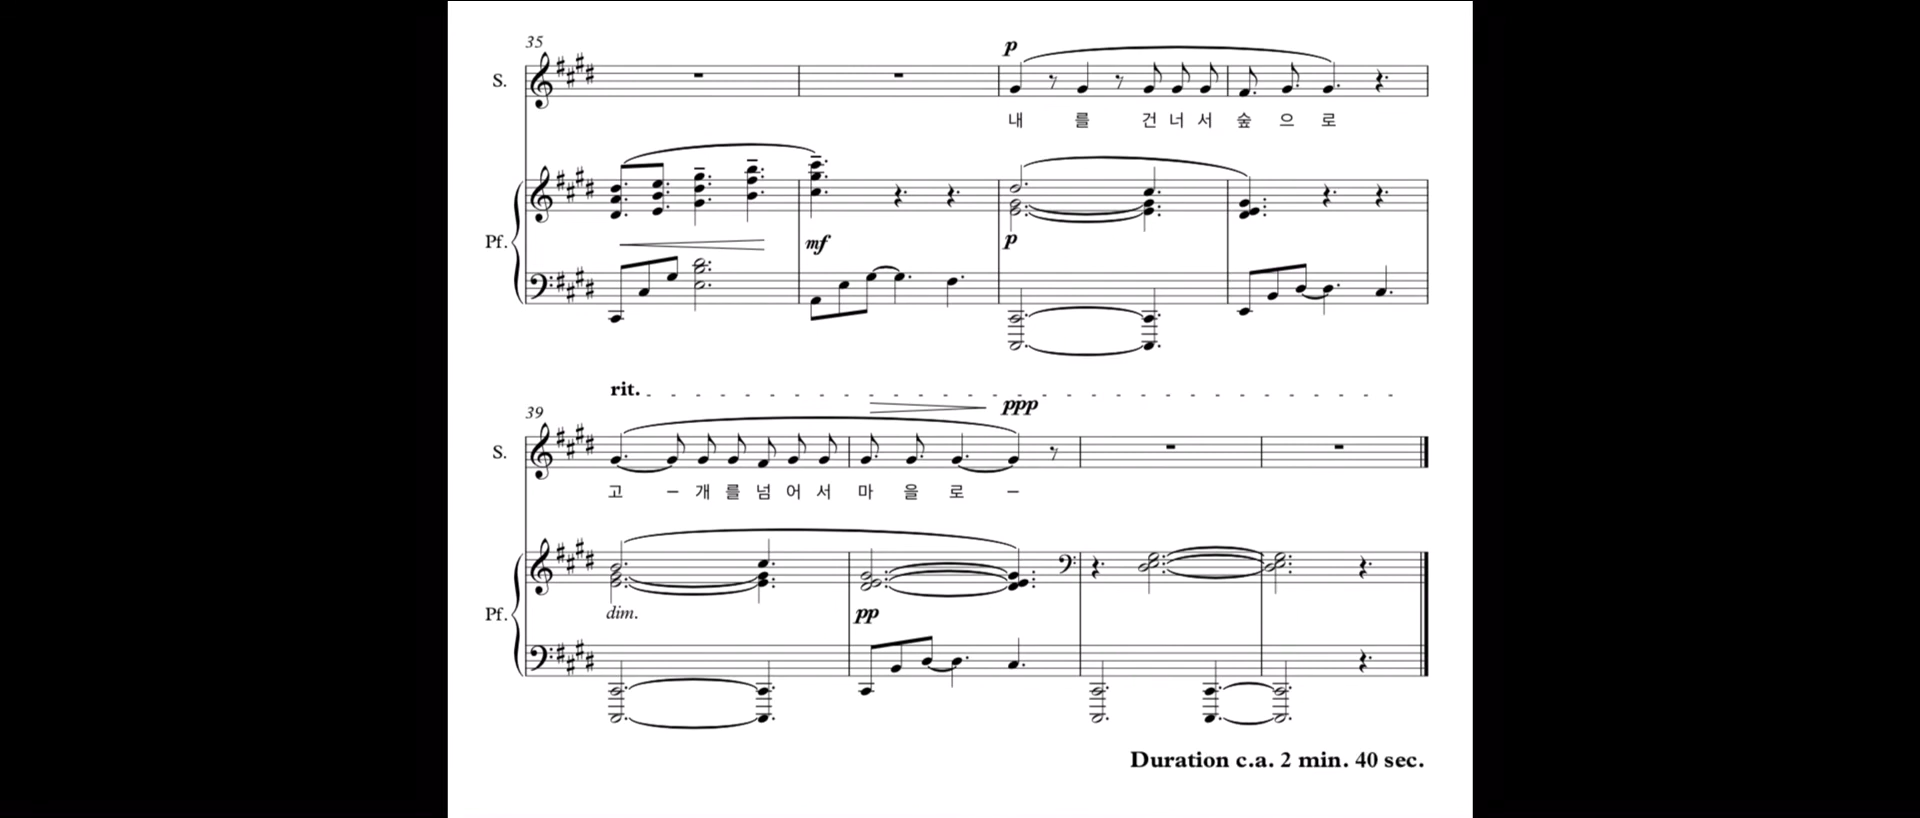 35
p
S.
내 를 건 너 서 숲 으 로
Pf.
mf
p
rit.
39
ppp
S.
고 – 개 를 넘 어 서 마 을 로 –
Pf.
dim.
pp
Duration c.a. 2 min. 40 sec.